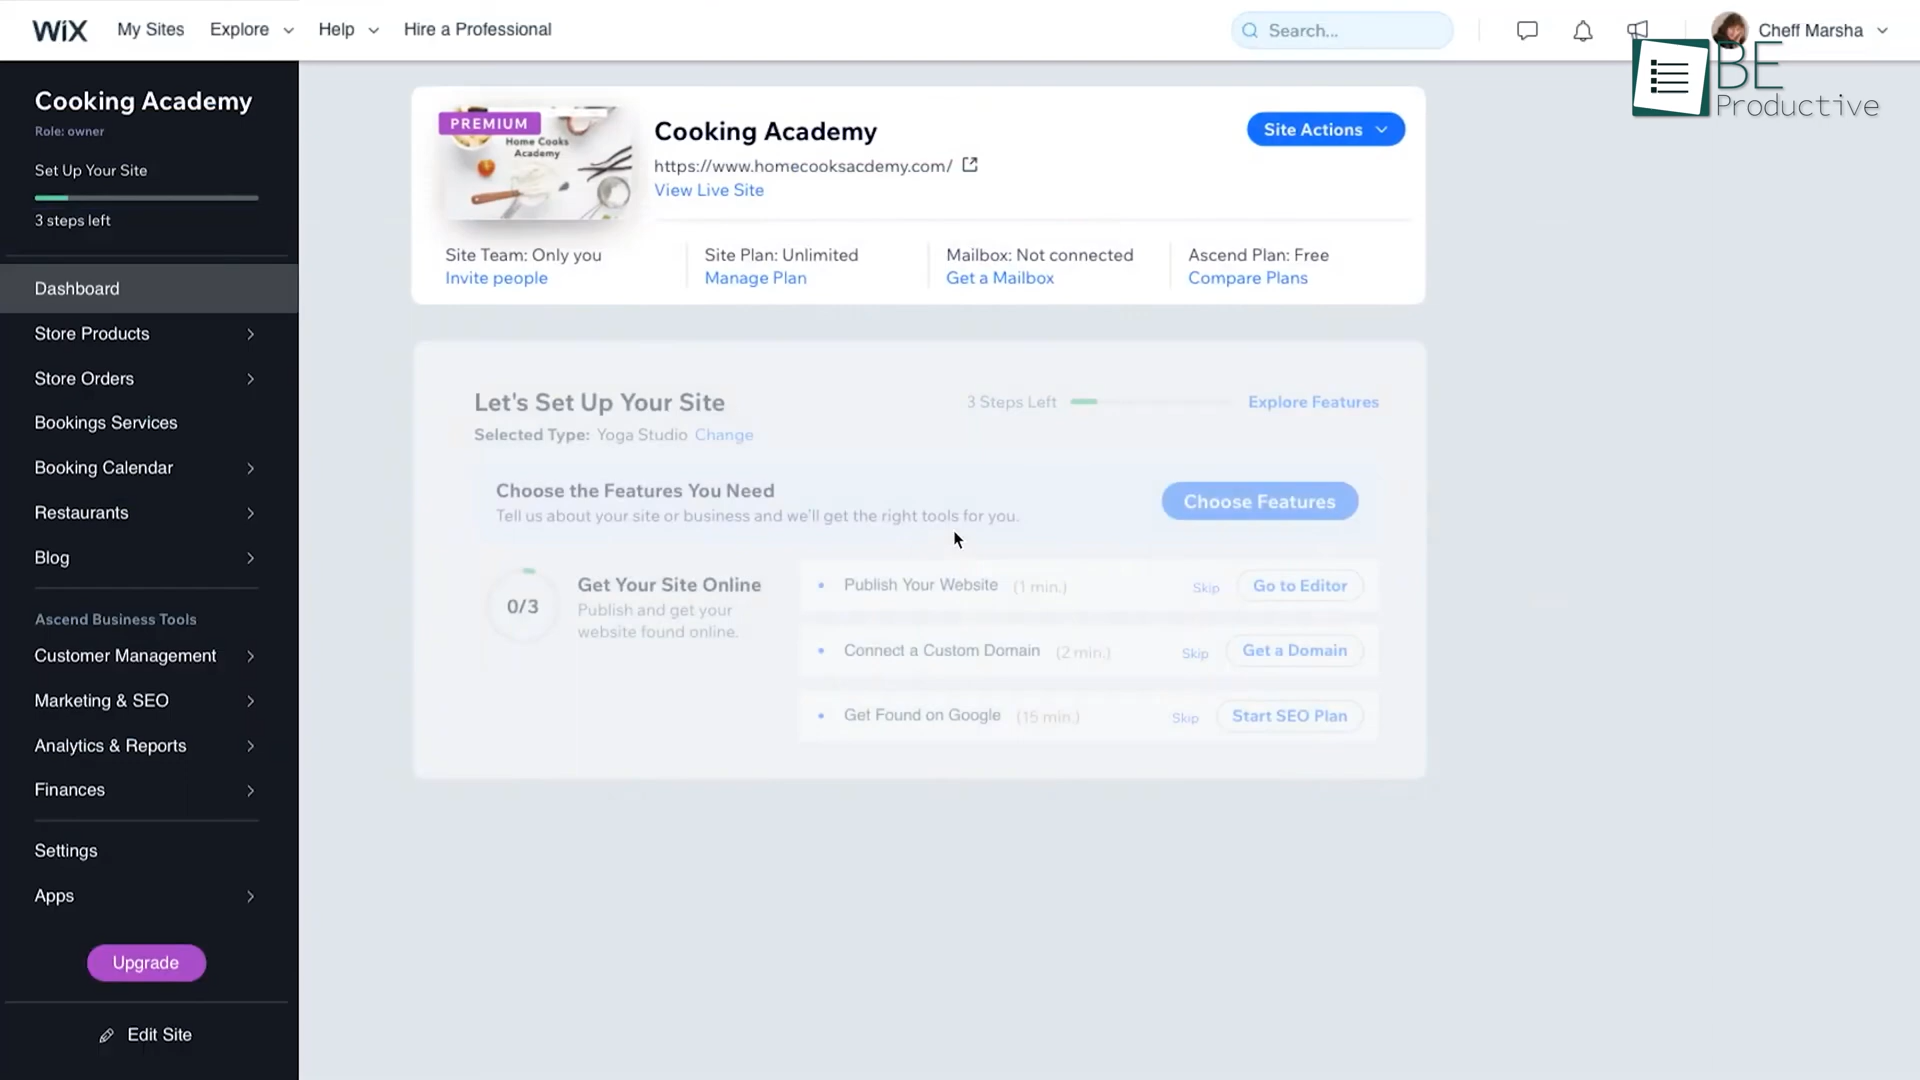 WiX My Sites Explore Help Hire a Professional Search... Cheff Marsha
BE
Productive
Cooking Academy
Role: owner
Set Up Your Site
3 steps left
Dashboard
Store Products
Store Orders
Bookings Services
Booking Calendar
Restaurants
Blog
Ascend Business Tools
Customer Management
Marketing & SEO
Analytics & Reports
Finances
Settings
Apps
Upgrade
Edit Site
PREMIUM
Home Cooks
Academy
Cooking Academy
https://www.homecooksacdemy.com/
View Live Site
Site Actions
Site Team: Only you
Invite people
Site Plan: Unlimited
Manage Plan
Mailbox: Not connected
Get a Mailbox
Ascend Plan: Free
Compare Plans
Let's Set Up Your Site
3 Steps Left
Explore Features
Selected Type: Yoga Studio Change
Choose the Features You Need
Tell us about your site or business and we'll get the right tools for you.
Choose Features
0/3
Get Your Site Online
Publish and get your
website found online.
Publish Your Website (1 min.) Skip Go to Editor
Connect a Custom Domain (2 min.) Skip Get a Domain
Get Found on Google (15 min.) Skip Start SEO Plan